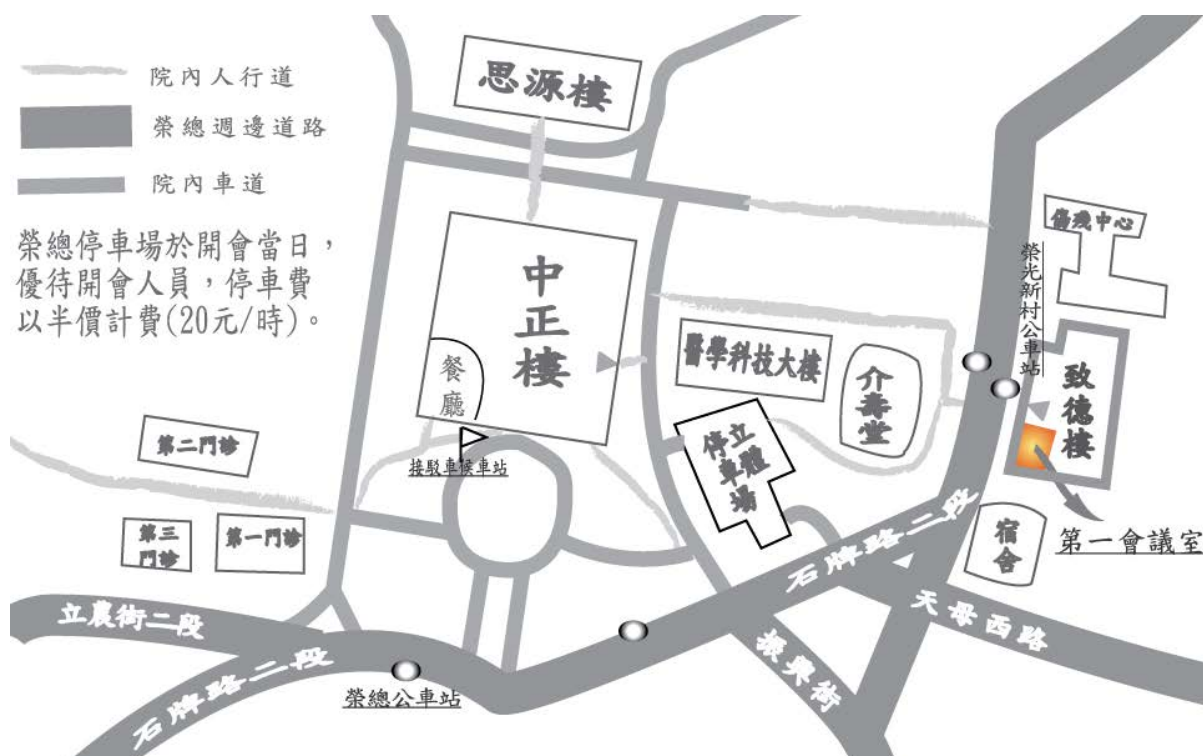 院內人行道
榮總週邊道路
院內車道
榮總停車場於開會當日，
優待開會人員，停車費
以半價計費(20元/時)。
思源樓
中正樓
餐廳
接駁車候車站
醫學科技大樓
介壽堂
立體
停車場
傷殘中心
榮光新村公車站
致德樓
第一會議室
宿舍
第二門診
第三
門診
第一門診
立農街二段
石牌路二段
榮總公車站
石牌路二段
振興街
天母西路